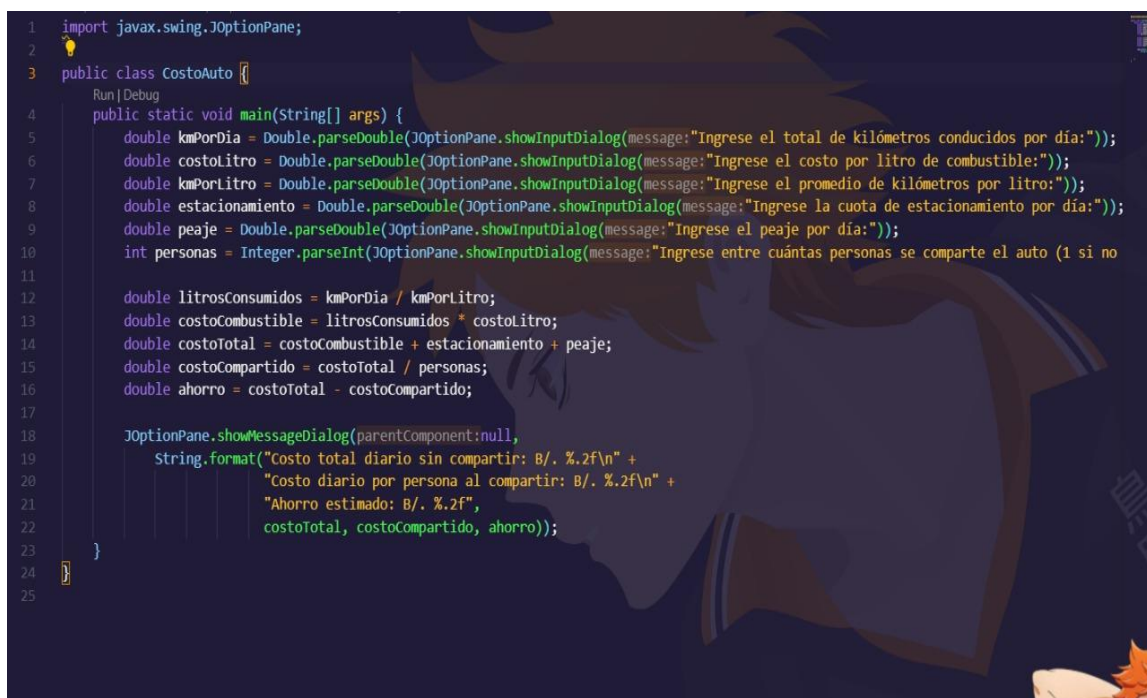 1 import javax.swing.JOptionPane;
2
3 public class CostoAuto {
Run | Debug
4 public static void main(String[] args) {
5 double kmPorDia = Double.parseDouble(JOptionPane.showInputDialog(message:"Ingrese el total de kilómetros conducidos por día:"));
6 double costoLitro = Double.parseDouble(JOptionPane.showInputDialog(message:"Ingrese el costo por litro de combustible:"));
7 double kmPorLitro = Double.parseDouble(JOptionPane.showInputDialog(message:"Ingrese el promedio de kilómetros por litro:"));
8 double estacionamiento = Double.parseDouble(JOptionPane.showInputDialog(message:"Ingrese la cuota de estacionamiento por día:"));
9 double peaje = Double.parseDouble(JOptionPane.showInputDialog(message:"Ingrese el peaje por día:"));
10 int personas = Integer.parseInt(JOptionPane.showInputDialog(message:"Ingrese entre cuántas personas se comparte el auto (1 si no
11
12 double litrosConsumidos = kmPorDia / kmPorLitro;
13 double costoCombustible = litrosConsumidos * costoLitro;
14 double costoTotal = costoCombustible + estacionamiento + peaje;
15 double costoCompartido = costoTotal / personas;
16 double ahorro = costoTotal - costoCompartido;
17
18 JOptionPane.showMessageDialog(parentComponent:null,
19 String.format("Costo total diario sin compartir: B/. %.2f\n" +
20 "Costo diario por persona al compartir: B/. %.2f\n" +
21 "Ahorro estimado: B/. %.2f",
22 costoTotal, costoCompartido, ahorro));
23 }
24 }
25